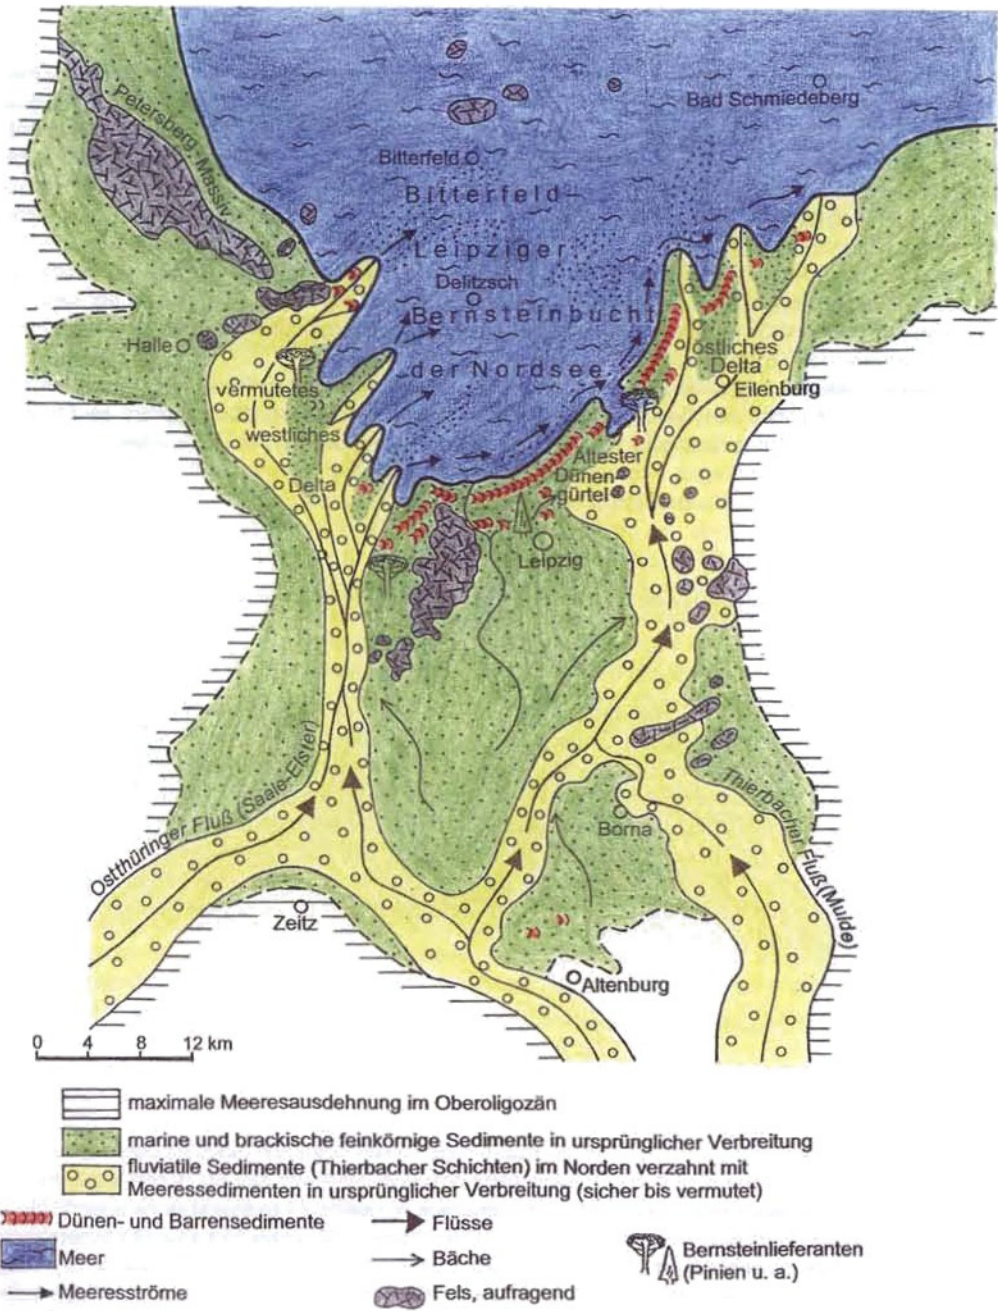 Petersberg Massiv
Bad Schmiedeberg
Bitterfeld
Bitterfeld-
Leipziger
Delitzsch
Bernsteinbucht
der Nordsee
Halle
vermutetes
westliches
Delta
östliches
Delta
Eilenburg
Ältester
Dünen
gürtel
Leipzig
Ostthüringer Fluß (Saale-Elster)
Thierbacher Fluß (Mulde)
Borna
Zeitz
Altenburg
0 4 8 12 km
maximale Meeresausdehnung im Oberoligozän
marine und brackische feinkörnige Sedimente in ursprünglicher Verbreitung
fluviatile Sedimente (Thierbacher Schichten) im Norden verzahnt mit
Meeressedimenten in ursprünglicher Verbreitung (sicher bis vermutet)
Dünen- und Barrensedimente
Flüsse
Meer
Bäche
Bernsteinlieferanten
(Pinien u. a.)
Meeresströme
Fels, aufragend